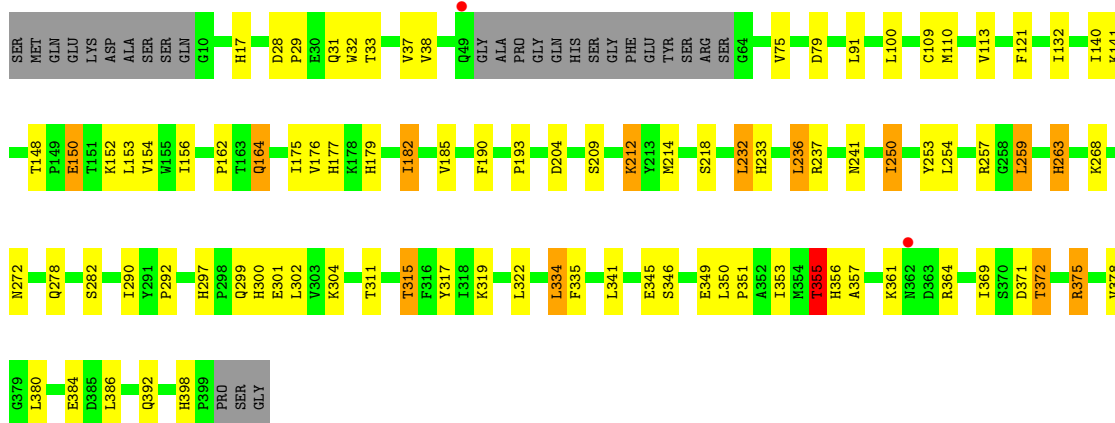 SER MET GLN GLU LYS ASP ALA SER SER GLN G10 H17 D28 P29 E30 Q31 W32 T33 V37 V38 Q49 GLY ALA PRO GLY GLN HIS SER GLY PHE GLU TYR SER ARG SER G64 V75 D79 L91 L100 C109 M110 V113 F121 I132 I140 K141
T148 P149 E150 T151 K152 L153 V154 W155 I156 P162 T163 Q164 I175 V176 H177 K178 H179 I182 V185 F190 P193 D204 S209 K212 Y213 M214 S218 L232 H233 L236 R237 N241 I250 Y253 L254 R257 G258 L259 H263 K268
N272 Q278 S282 I290 Y291 P292 H297 P298 Q299 H300 E301 L302 V303 K304 T311 T315 F316 Y317 I318 K319 L322 L334 F335 L341 E345 S346 E349 L350 P351 A352 I353 M354 T355 H356 A357 K361 N362 D363 R364 I369 S370 D371 T372 R375 V378
G379 L380 E384 D385 L386 Q392 H398 P399 PRO SER GLY